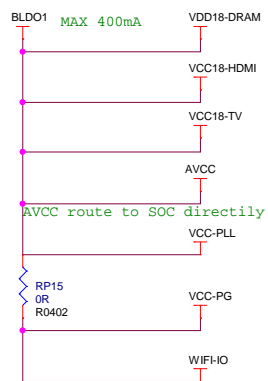 BLDO1 MAX 400mA VDD18-DRAM
VCC18-HDMI
VCC18-TV
AVCC
AVCC route to SOC directily
VCC-PLL
RP15
0R
R0402
VCC-PG
WIFI-IO